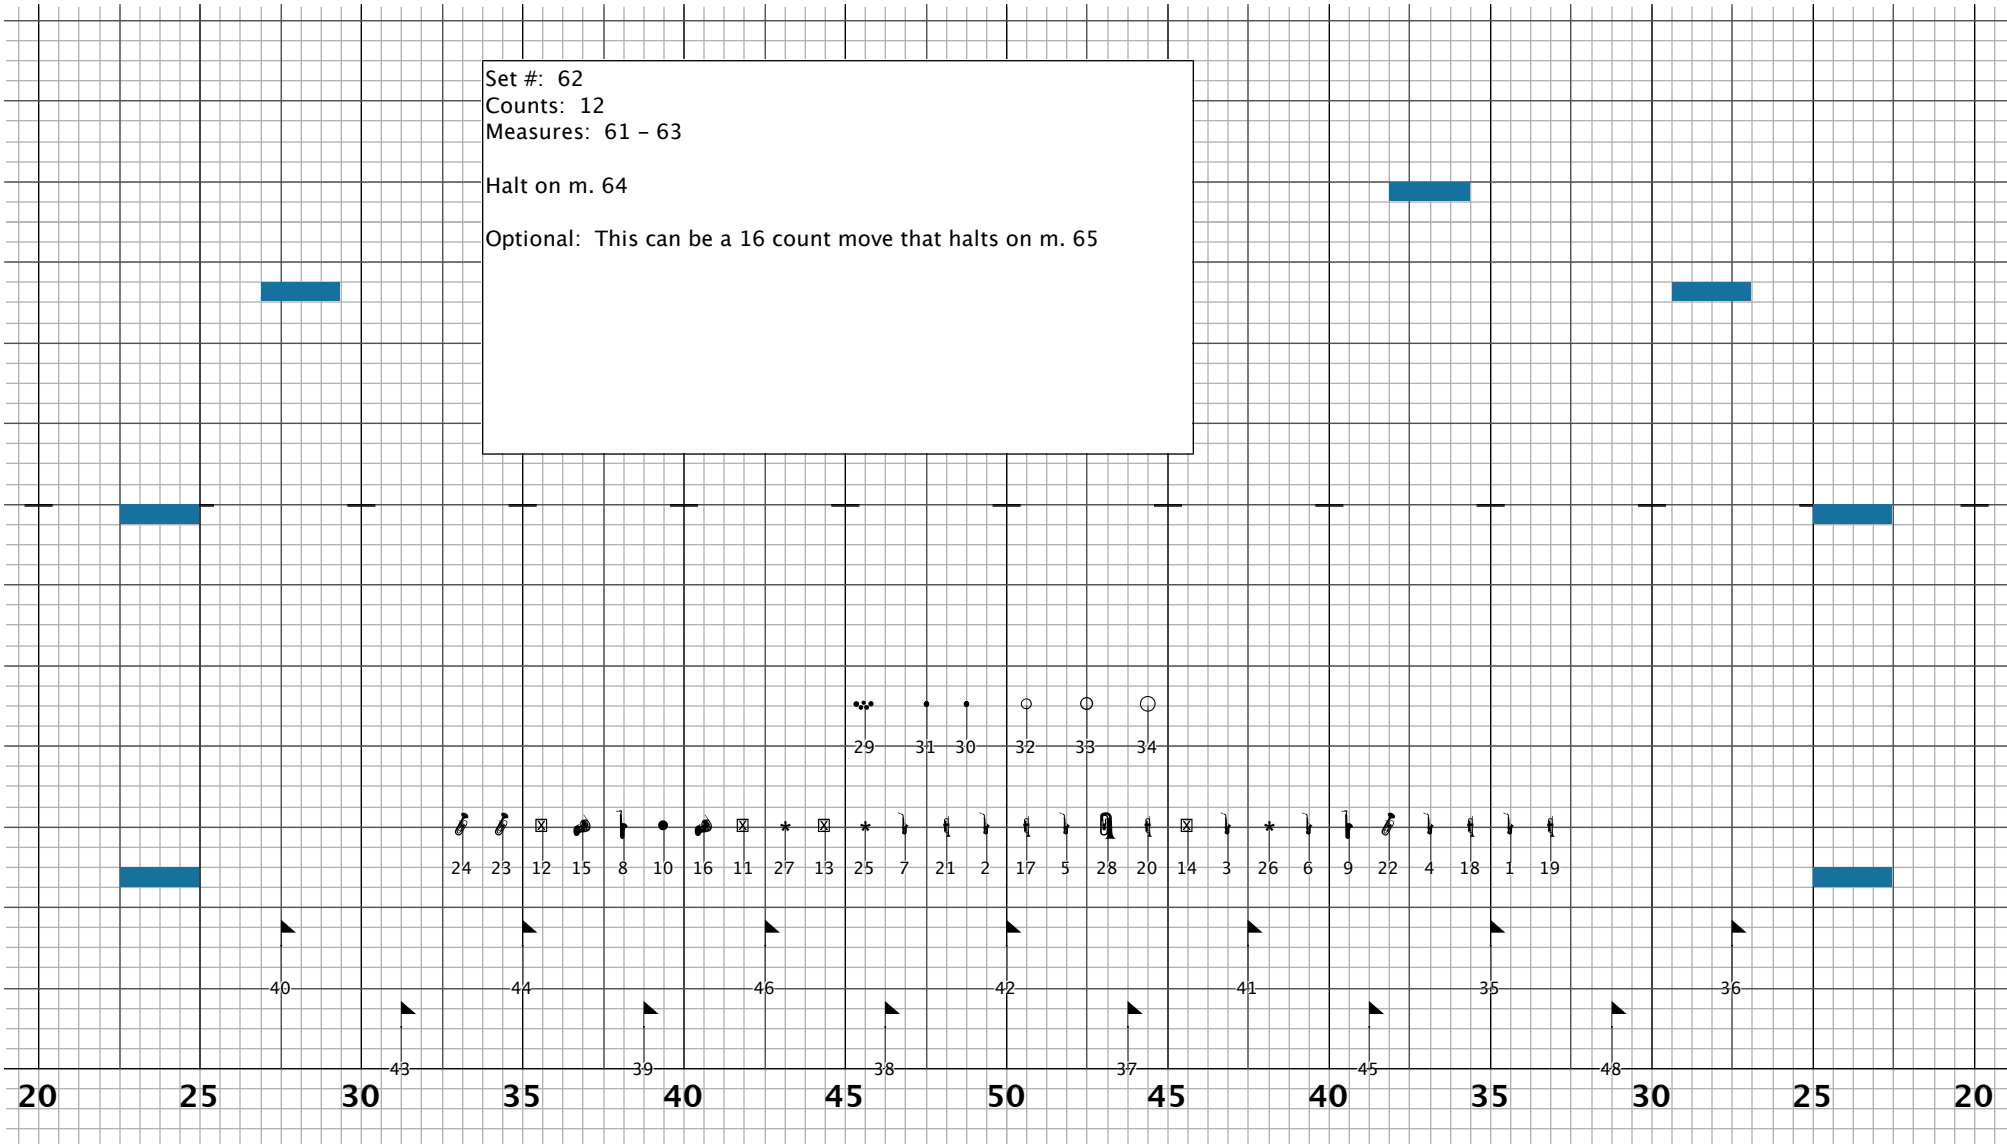 Set #:  62
Counts:  12
Measures:  61 – 63
Halt on m. 64
Optional:  This can be a 16 count move that halts on m. 65
29 31 30 32 33 34
24 23 12 15 8 10 16 11 27 13 25 7 21 2 17 5 28 20 14 3 26 6 9 22 4 18 1 19
40 44 46 42 41 35 36
43 39 38 37 45 48
20 25 30 35 40 45 50 45 40 35 30 25 20